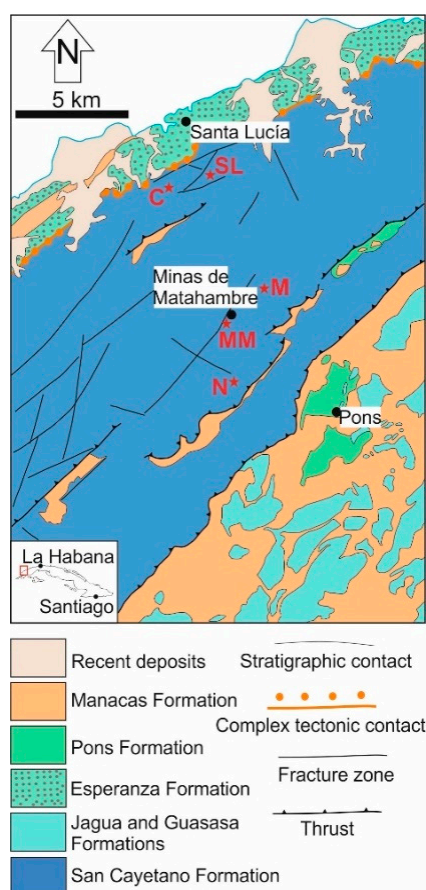 N
5 km
Santa Lucía
SL
C
Minas de
Matahambre
M
MM
N
Pons
La Habana
Santiago
Recent deposits
Stratigraphic contact
Manacas Formation
Complex tectonic contact
Pons Formation
Fracture zone
Esperanza Formation
Thrust
Jagua and Guasasa
Formations
San Cayetano Formation